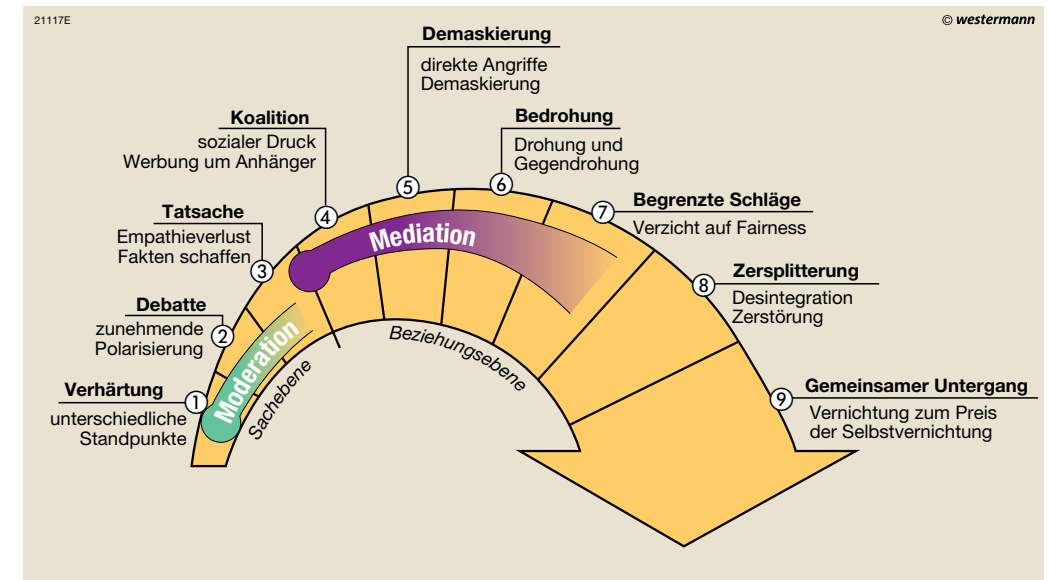 21117E
© westermann
Demaskierung
direkte Angriffe
Demaskierung
Koalition
sozialer Druck
Werbung um Anhänger
Bedrohung
Drohung und
Gegendrohung
Tatsache
Empathieverlust
Fakten schaffen
Begrenzte Schläge
Verzicht auf Fairness
Debatte
zunehmende
Polarisierung
Zersplitterung
Desintegration
Zerstörung
Verhärtung
unterschiedliche
Standpunkte
Gemeinsamer Untergang
Vernichtung zum Preis
der Selbstvernichtung
1
2
3
4
5
6
7
8
9
Moderation
Mediation
Sachebene
Beziehungsebene